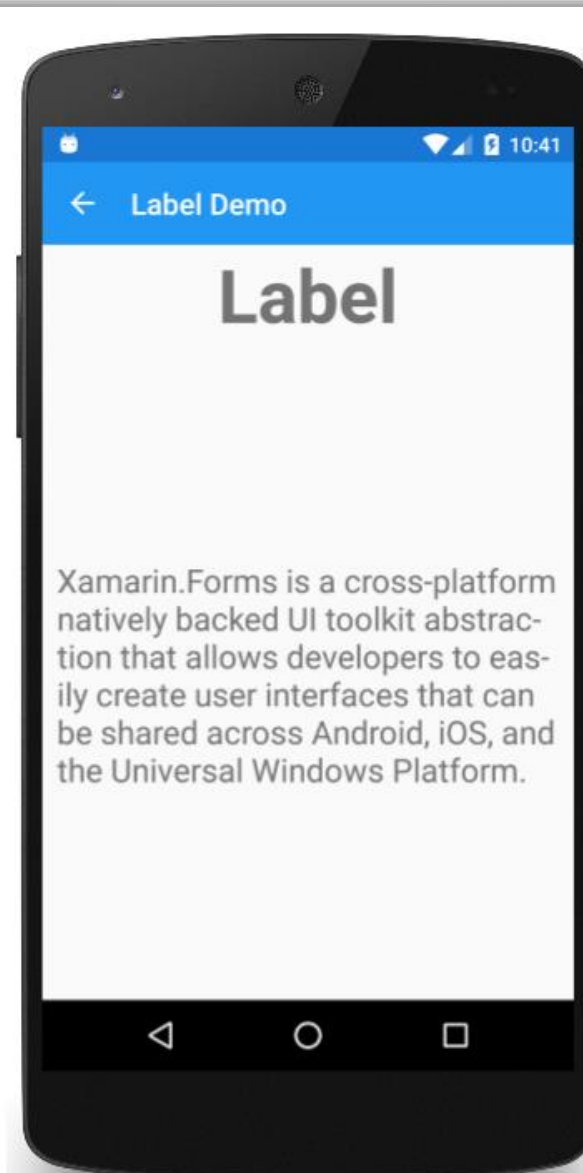 10:41
Label Demo
Label
Xamarin.Forms is a cross-platform
natively backed UI toolkit abstrac-
tion that allows developers to eas-
ily create user interfaces that can
be shared across Android, iOS, and
the Universal Windows Platform.